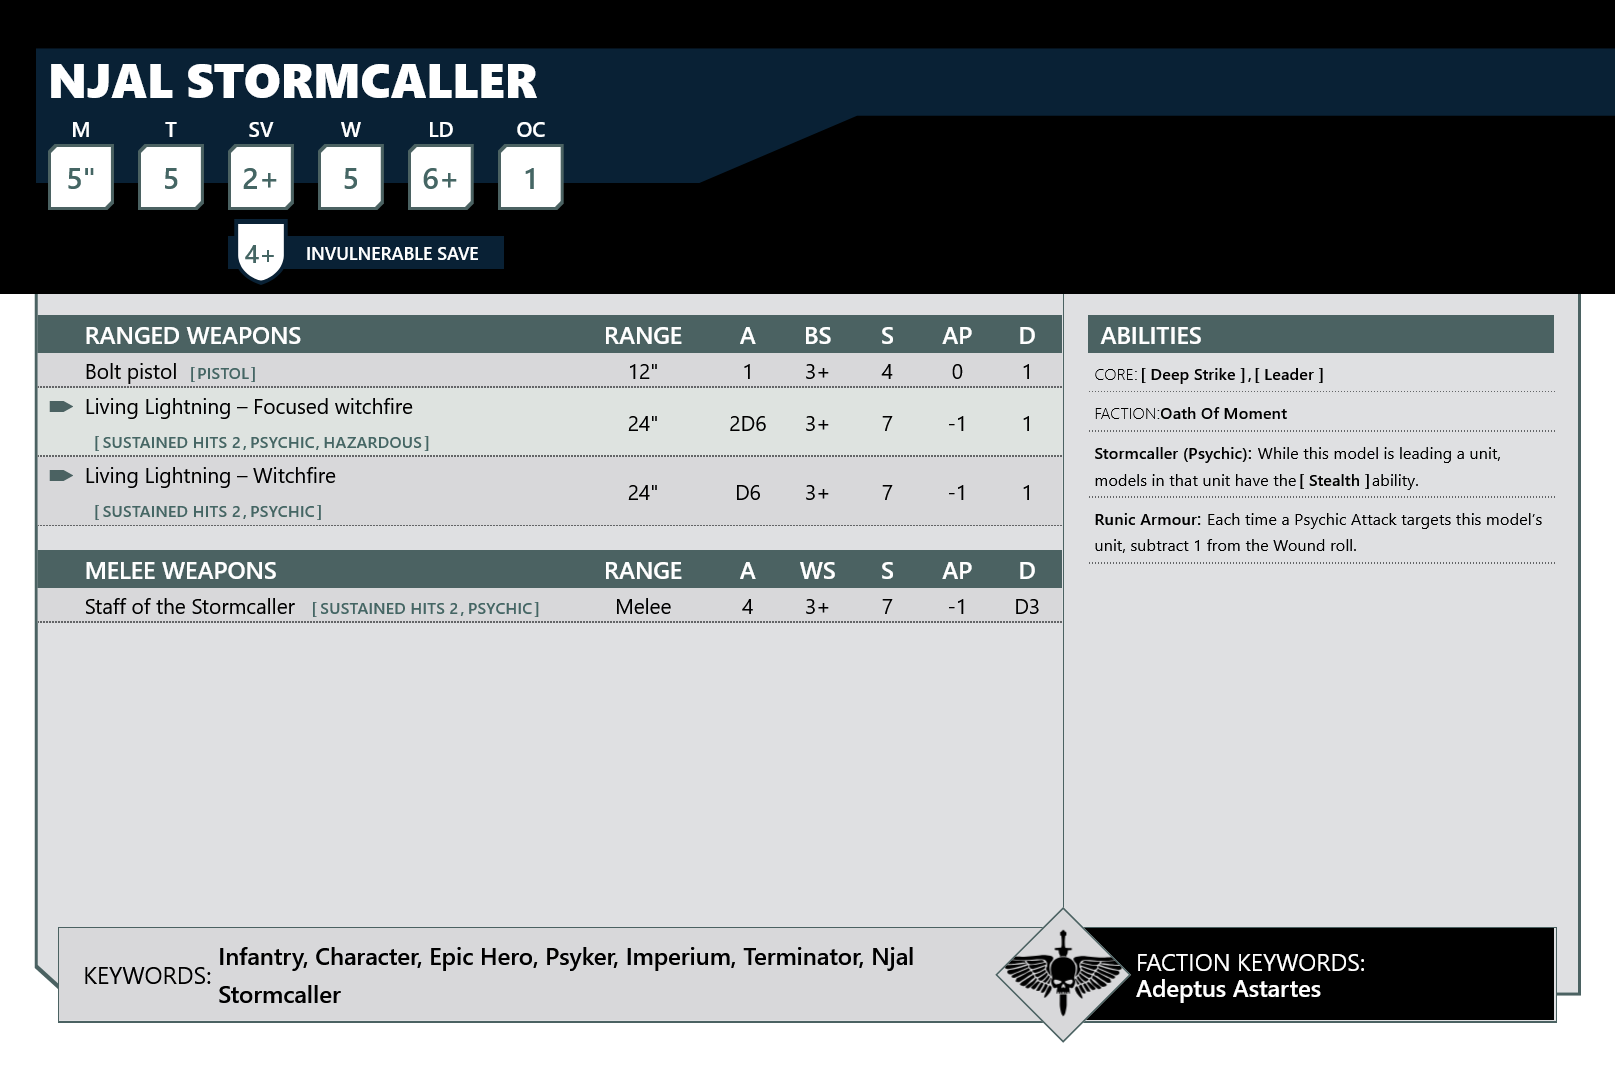 NJAL STORMCALLER
M T SV W LD OC
5" 5 2+ 5 6+ 1
4+ INVULNERABLE SAVE
RANGED WEAPONS RANGE A BS S AP D
Bolt pistol [PISTOL] 12" 1 3+ 4 0 1
Living Lightning – Focused witchfire
[SUSTAINED HITS 2, PSYCHIC, HAZARDOUS] 24" 2D6 3+ 7 -1 1
Living Lightning – Witchfire
[SUSTAINED HITS 2, PSYCHIC] 24" D6 3+ 7 -1 1
MELEE WEAPONS RANGE A WS S AP D
Staff of the Stormcaller [SUSTAINED HITS 2, PSYCHIC] Melee 4 3+ 7 -1 D3
ABILITIES
CORE: [ Deep Strike ], [ Leader ]
FACTION:Oath Of Moment
Stormcaller (Psychic): While this model is leading a unit,
models in that unit have the [ Stealth ] ability.
Runic Armour: Each time a Psychic Attack targets this model’s
unit, subtract 1 from the Wound roll.
KEYWORDS: Infantry, Character, Epic Hero, Psyker, Imperium, Terminator, Njal
Stormcaller
FACTION KEYWORDS:
Adeptus Astartes